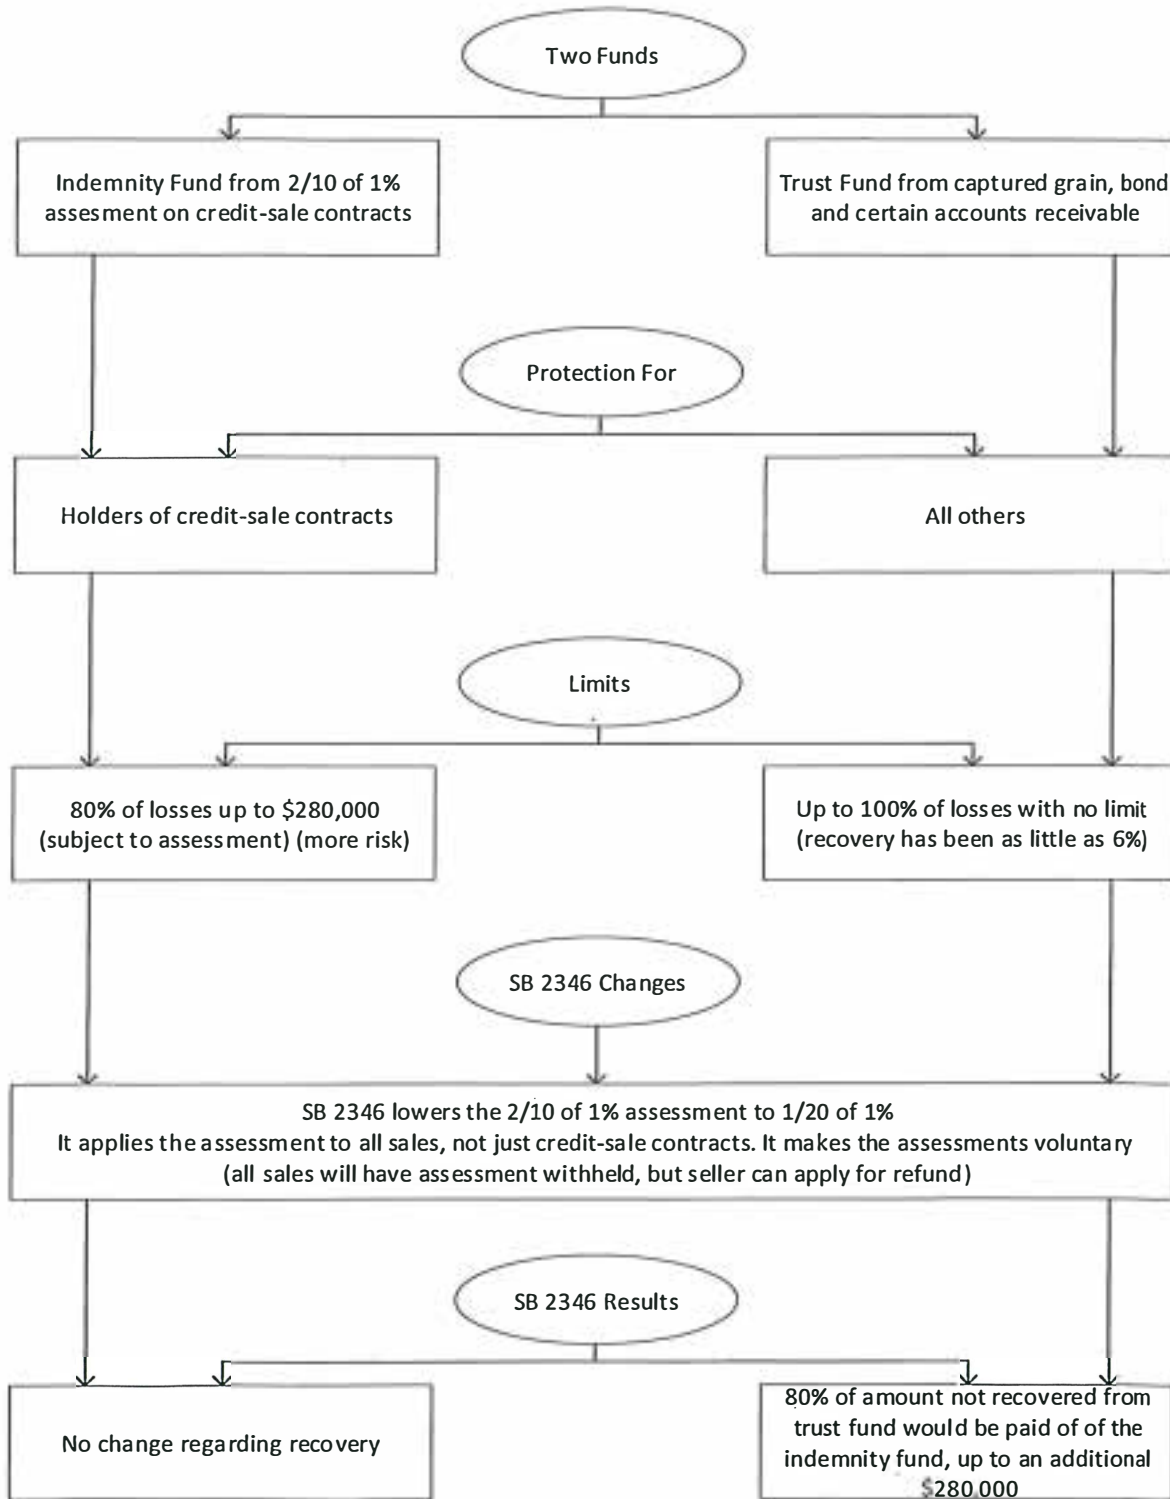 Two Funds
Indemnity Fund from 2/10 of 1%
assesment on credit-sale contracts
Trust Fund from captured grain, bond
and certain accounts receivable
Protection For
Holders of credit-sale contracts
All others
Limits
80% of losses up to $280,000
(subject to assessment) (more risk)
Up to 100% of losses with no limit
(recovery has been as little as 6%)
SB 2346 Changes
SB 2346 lowers the 2/10 of 1% assessment to 1/20 of 1%
It applies the assessment to all sales, not just credit-sale contracts. It makes the assessments voluntary
(all sales will have assessment withheld, but seller can apply for refund)
SB 2346 Results
No change regarding recovery
80% of amount not recovered from
trust fund would be paid of of the
indemnity fund, up to an additional
$280,000